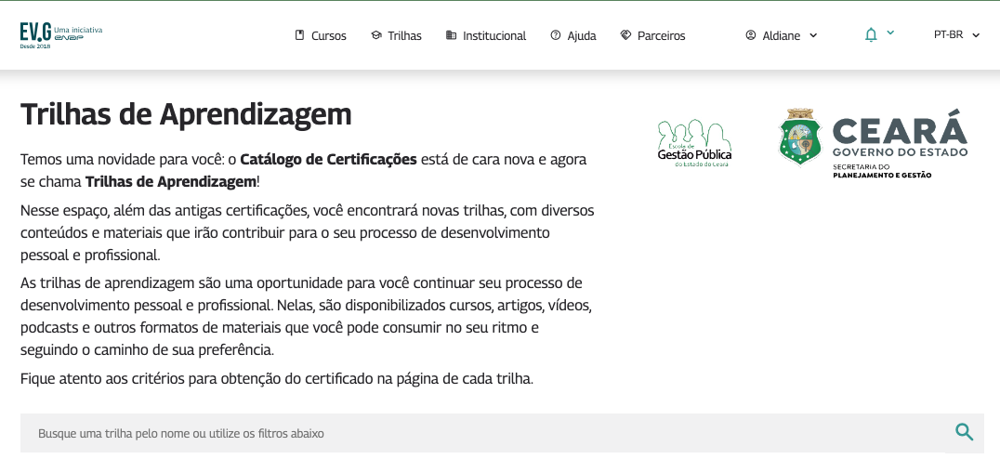 EV.G Uma iniciativa enap
Desde 2018
Cursos Trilhas Institucional Ajuda Parceiros Aldiane PT-BR
Trilhas de Aprendizagem
Temos uma novidade para você: o Catálogo de Certificações está de cara nova e agora
se chama Trilhas de Aprendizagem!
Nesse espaço, além das antigas certificações, você encontrará novas trilhas, com diversos
conteúdos e materiais que irão contribuir para o seu processo de desenvolvimento
pessoal e profissional.
As trilhas de aprendizagem são uma oportunidade para você continuar seu processo de
desenvolvimento pessoal e profissional. Nelas, são disponibilizados cursos, artigos, vídeos,
podcasts e outros formatos de materiais que você pode consumir no seu ritmo e
seguindo o caminho de sua preferência.
Fique atento aos critérios para obtenção do certificado na página de cada trilha.
Escola de
Gestão Pública
do Estado do Ceará
CEARÁ
GOVERNO DO ESTADO
SECRETARIA DO
PLANEJAMENTO E GESTÃO
Busque uma trilha pelo nome ou utilize os filtros abaixo